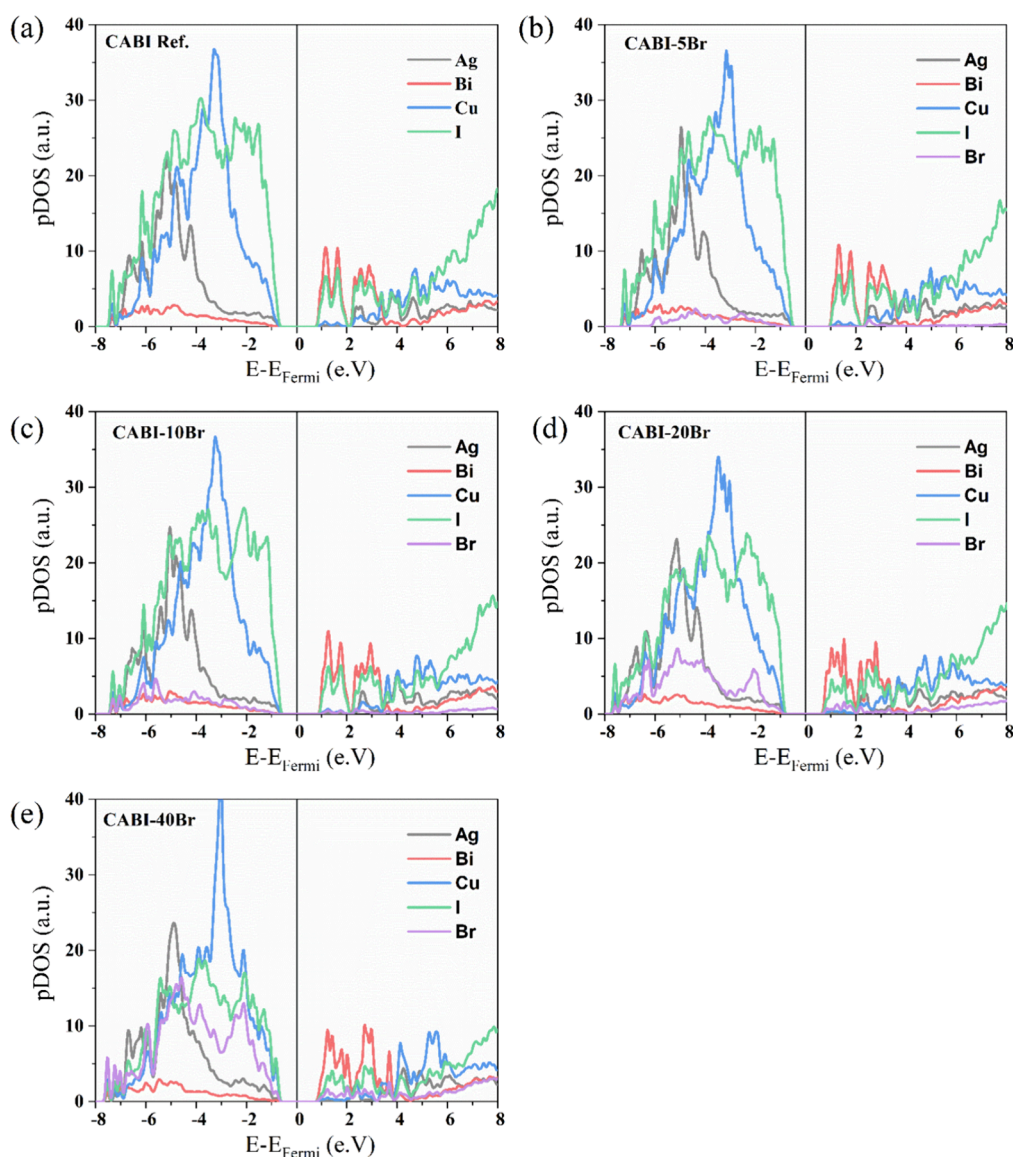 (a)
CABI Ref.
Ag
Bi
Cu
I
40
30
20
10
0
pDOS (a.u.)
-8 -6 -4 -2 0 2 4 6 8
E-E_Fermi (e.V)
(b)
CABI-5Br
Ag
Bi
Cu
I
Br
40
30
20
10
0
pDOS (a.u.)
-8 -6 -4 -2 0 2 4 6 8
E-E_Fermi (e.V)
(c)
CABI-10Br
Ag
Bi
Cu
I
Br
40
30
20
10
0
pDOS (a.u.)
-8 -6 -4 -2 0 2 4 6 8
E-E_Fermi (e.V)
(d)
CABI-20Br
Ag
Bi
Cu
I
Br
40
30
20
10
0
pDOS (a.u.)
-8 -6 -4 -2 0 2 4 6 8
E-E_Fermi (e.V)
(e)
CABI-40Br
Ag
Bi
Cu
I
Br
40
30
20
10
0
pDOS (a.u.)
-8 -6 -4 -2 0 2 4 6 8
E-E_Fermi (e.V)